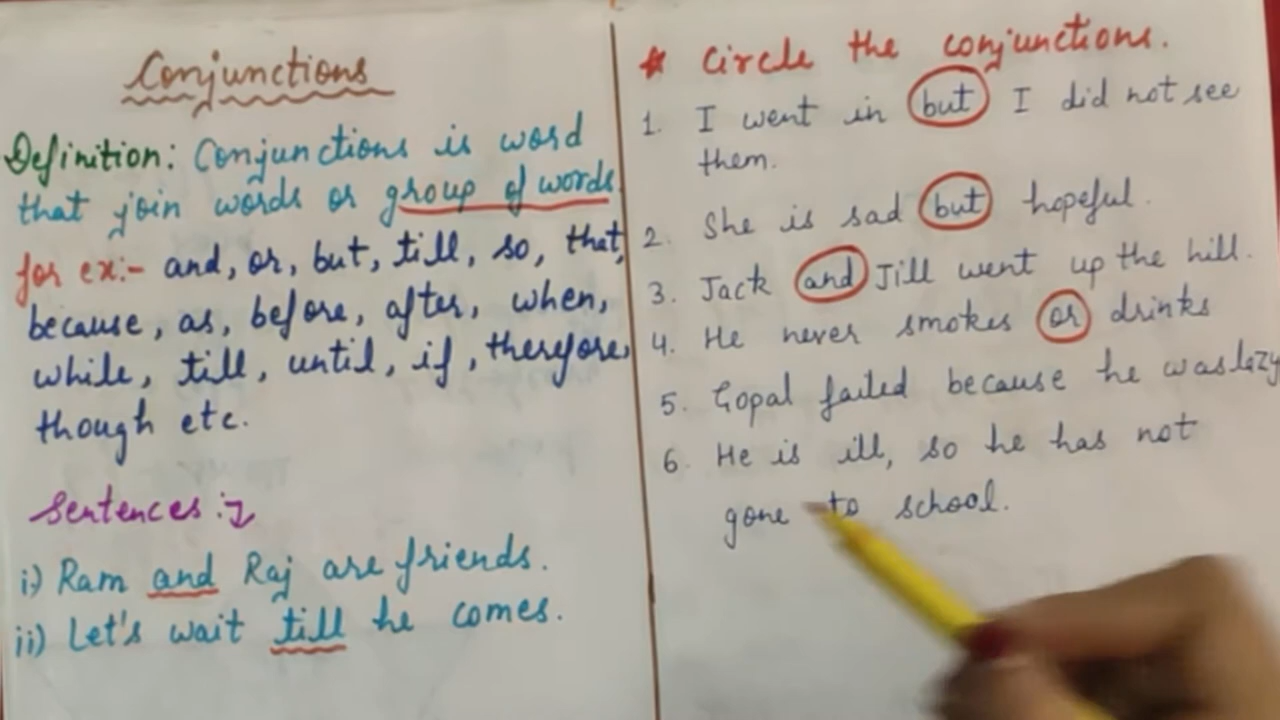 Conjunctions
Definition: Conjunctions is word
that join words or group of words
for ex:- and, or, but, till, so, that,
because, as, before, after, when,
while, till, until, if, therefore,
though etc.
Sentences :
i) Ram and Raj are friends.
ii) Let's wait till he comes.
* Circle the conjunctions.
1. I went in but I did not see
them.
2. She is sad but hopeful.
3. Jack and Jill went up the hill.
4. He never smokes or drinks
5. Gopal failed because he was lazy
6. He is ill, so he has not
gone to school.